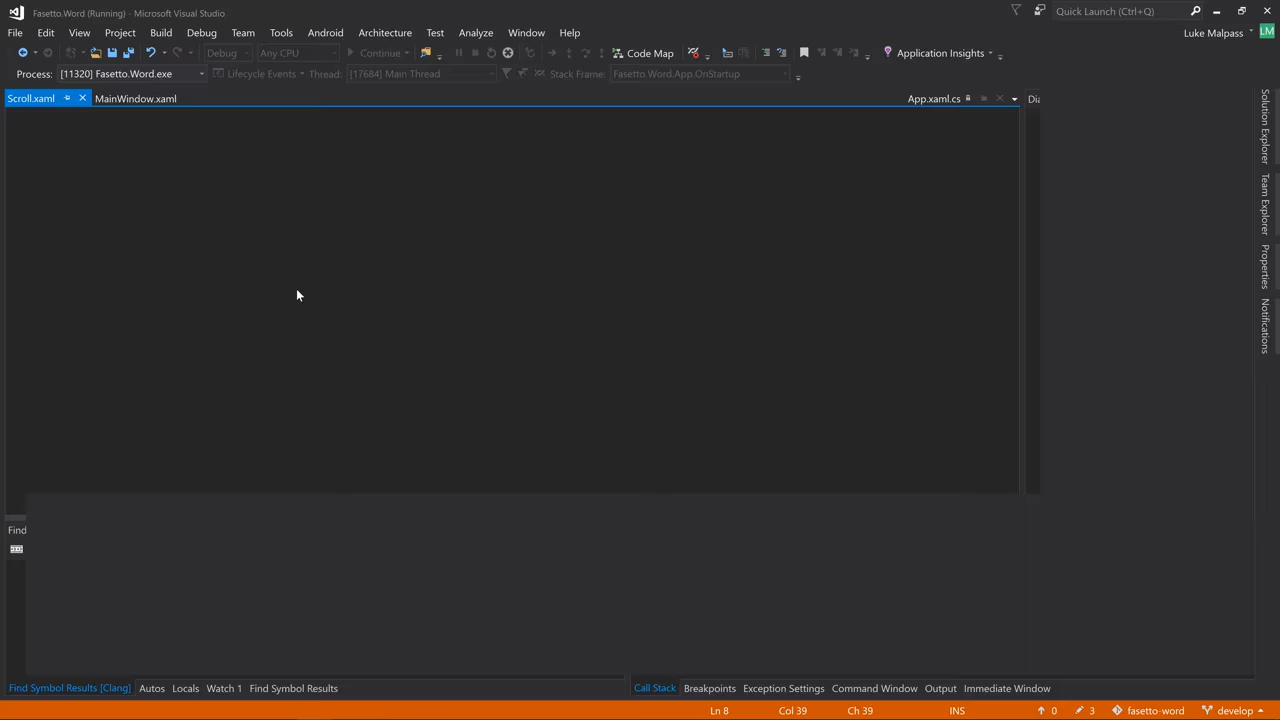 Fasetto.Word (Running) - Microsoft Visual Studio
Quick Launch (Ctrl+Q)
File Edit View Project Build Debug Team Tools Android Architecture Test Analyze Window Help
Luke Malpass LM
Debug Any CPU Continue Code Map Application Insights
Process: [11320] Fasetto.Word.exe Lifecycle Events Thread: [17684] Main Thread Stack Frame: Fasetto.Word.App.OnStartup
Scroll.xaml MainWindow.xaml App.xaml.cs Dia
Solution Explorer
Team Explorer
Properties
Notifications
Find
Find Symbol Results [Clang] Autos Locals Watch 1 Find Symbol Results Call Stack Breakpoints Exception Settings Command Window Output Immediate Window
Ln 8 Col 39 Ch 39 INS 0 3 fasetto-word develop